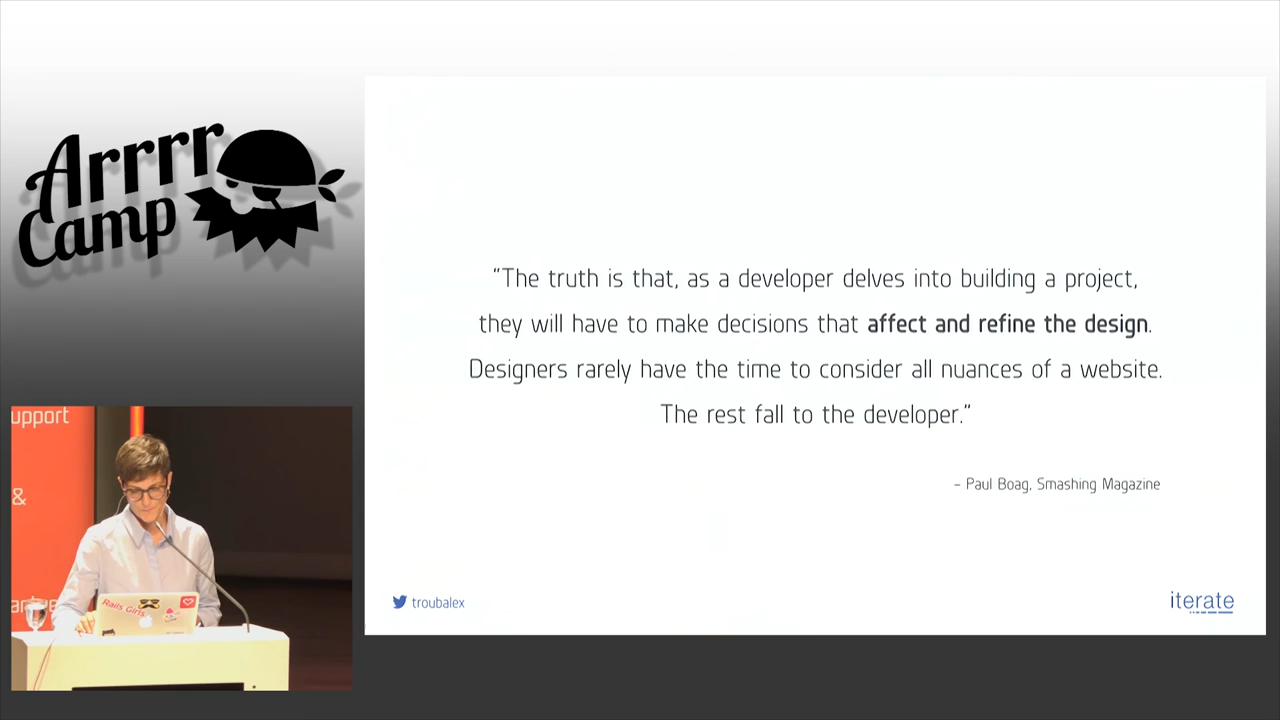 Arrrr
Camp
"The truth is that, as a developer delves into building a project,
they will have to make decisions that affect and refine the design.
Designers rarely have the time to consider all nuances of a website.
The rest fall to the developer."
– Paul Boag, Smashing Magazine
troubalex
iterate
upport
&
Rails Girls